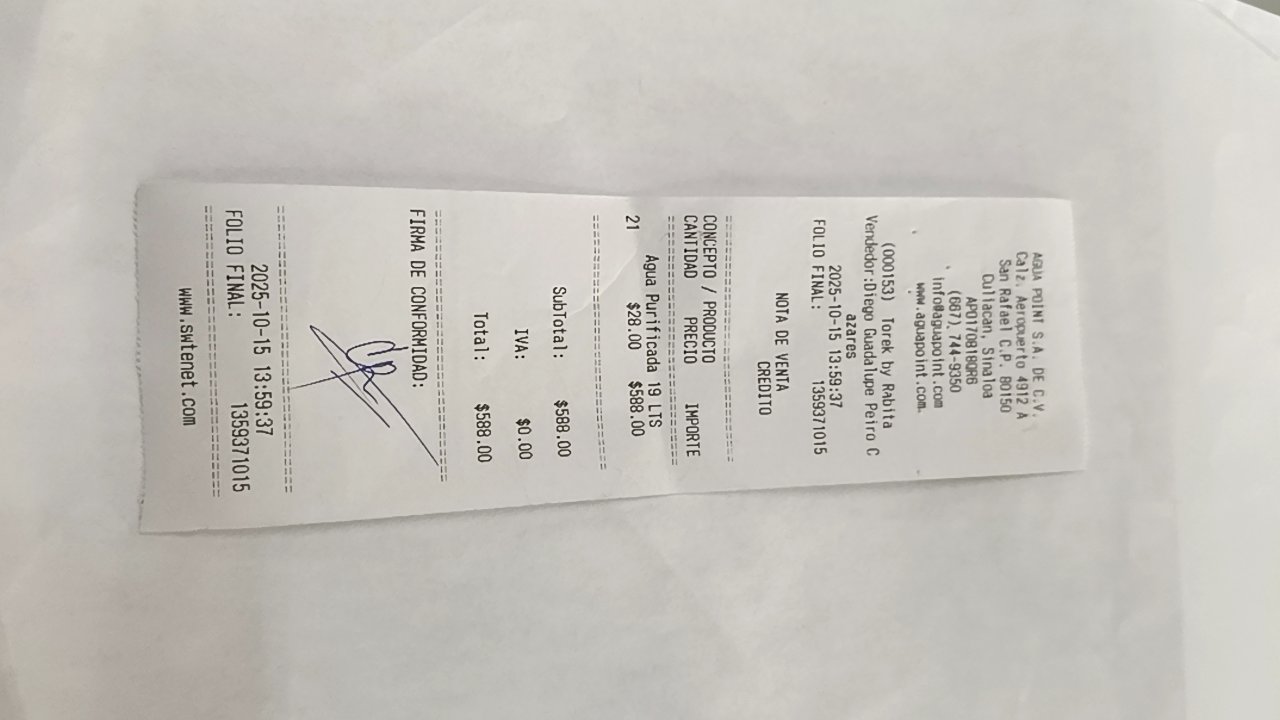 AGUA POINT S.A. DE C.V.
Calz. Aeropuerto 4912 A
San Rafael C.P. 80150
Culiacan, Sinaloa
APO170818QR6
(667) 744-9350
info@aguapoint.com
www.aguapoint.com.
(000153) Torek by Rabita
Vendedor:Diego Guadalupe Peiro C
azares
2025-10-15 13:59:37
FOLIO FINAL: 1359371015
NOTA DE VENTA
CREDITO
CONCEPTO / PRODUCTO
CANTIDAD PRECIO IMPORTE
Agua Purificada 19 LTS
21 $28.00 $588.00
SubTotal: $588.00
IVA: $0.00
Total: $588.00
FIRMA DE CONFORMIDAD:
2025-10-15 13:59:37
FOLIO FINAL: 1359371015
www.swtenet.com